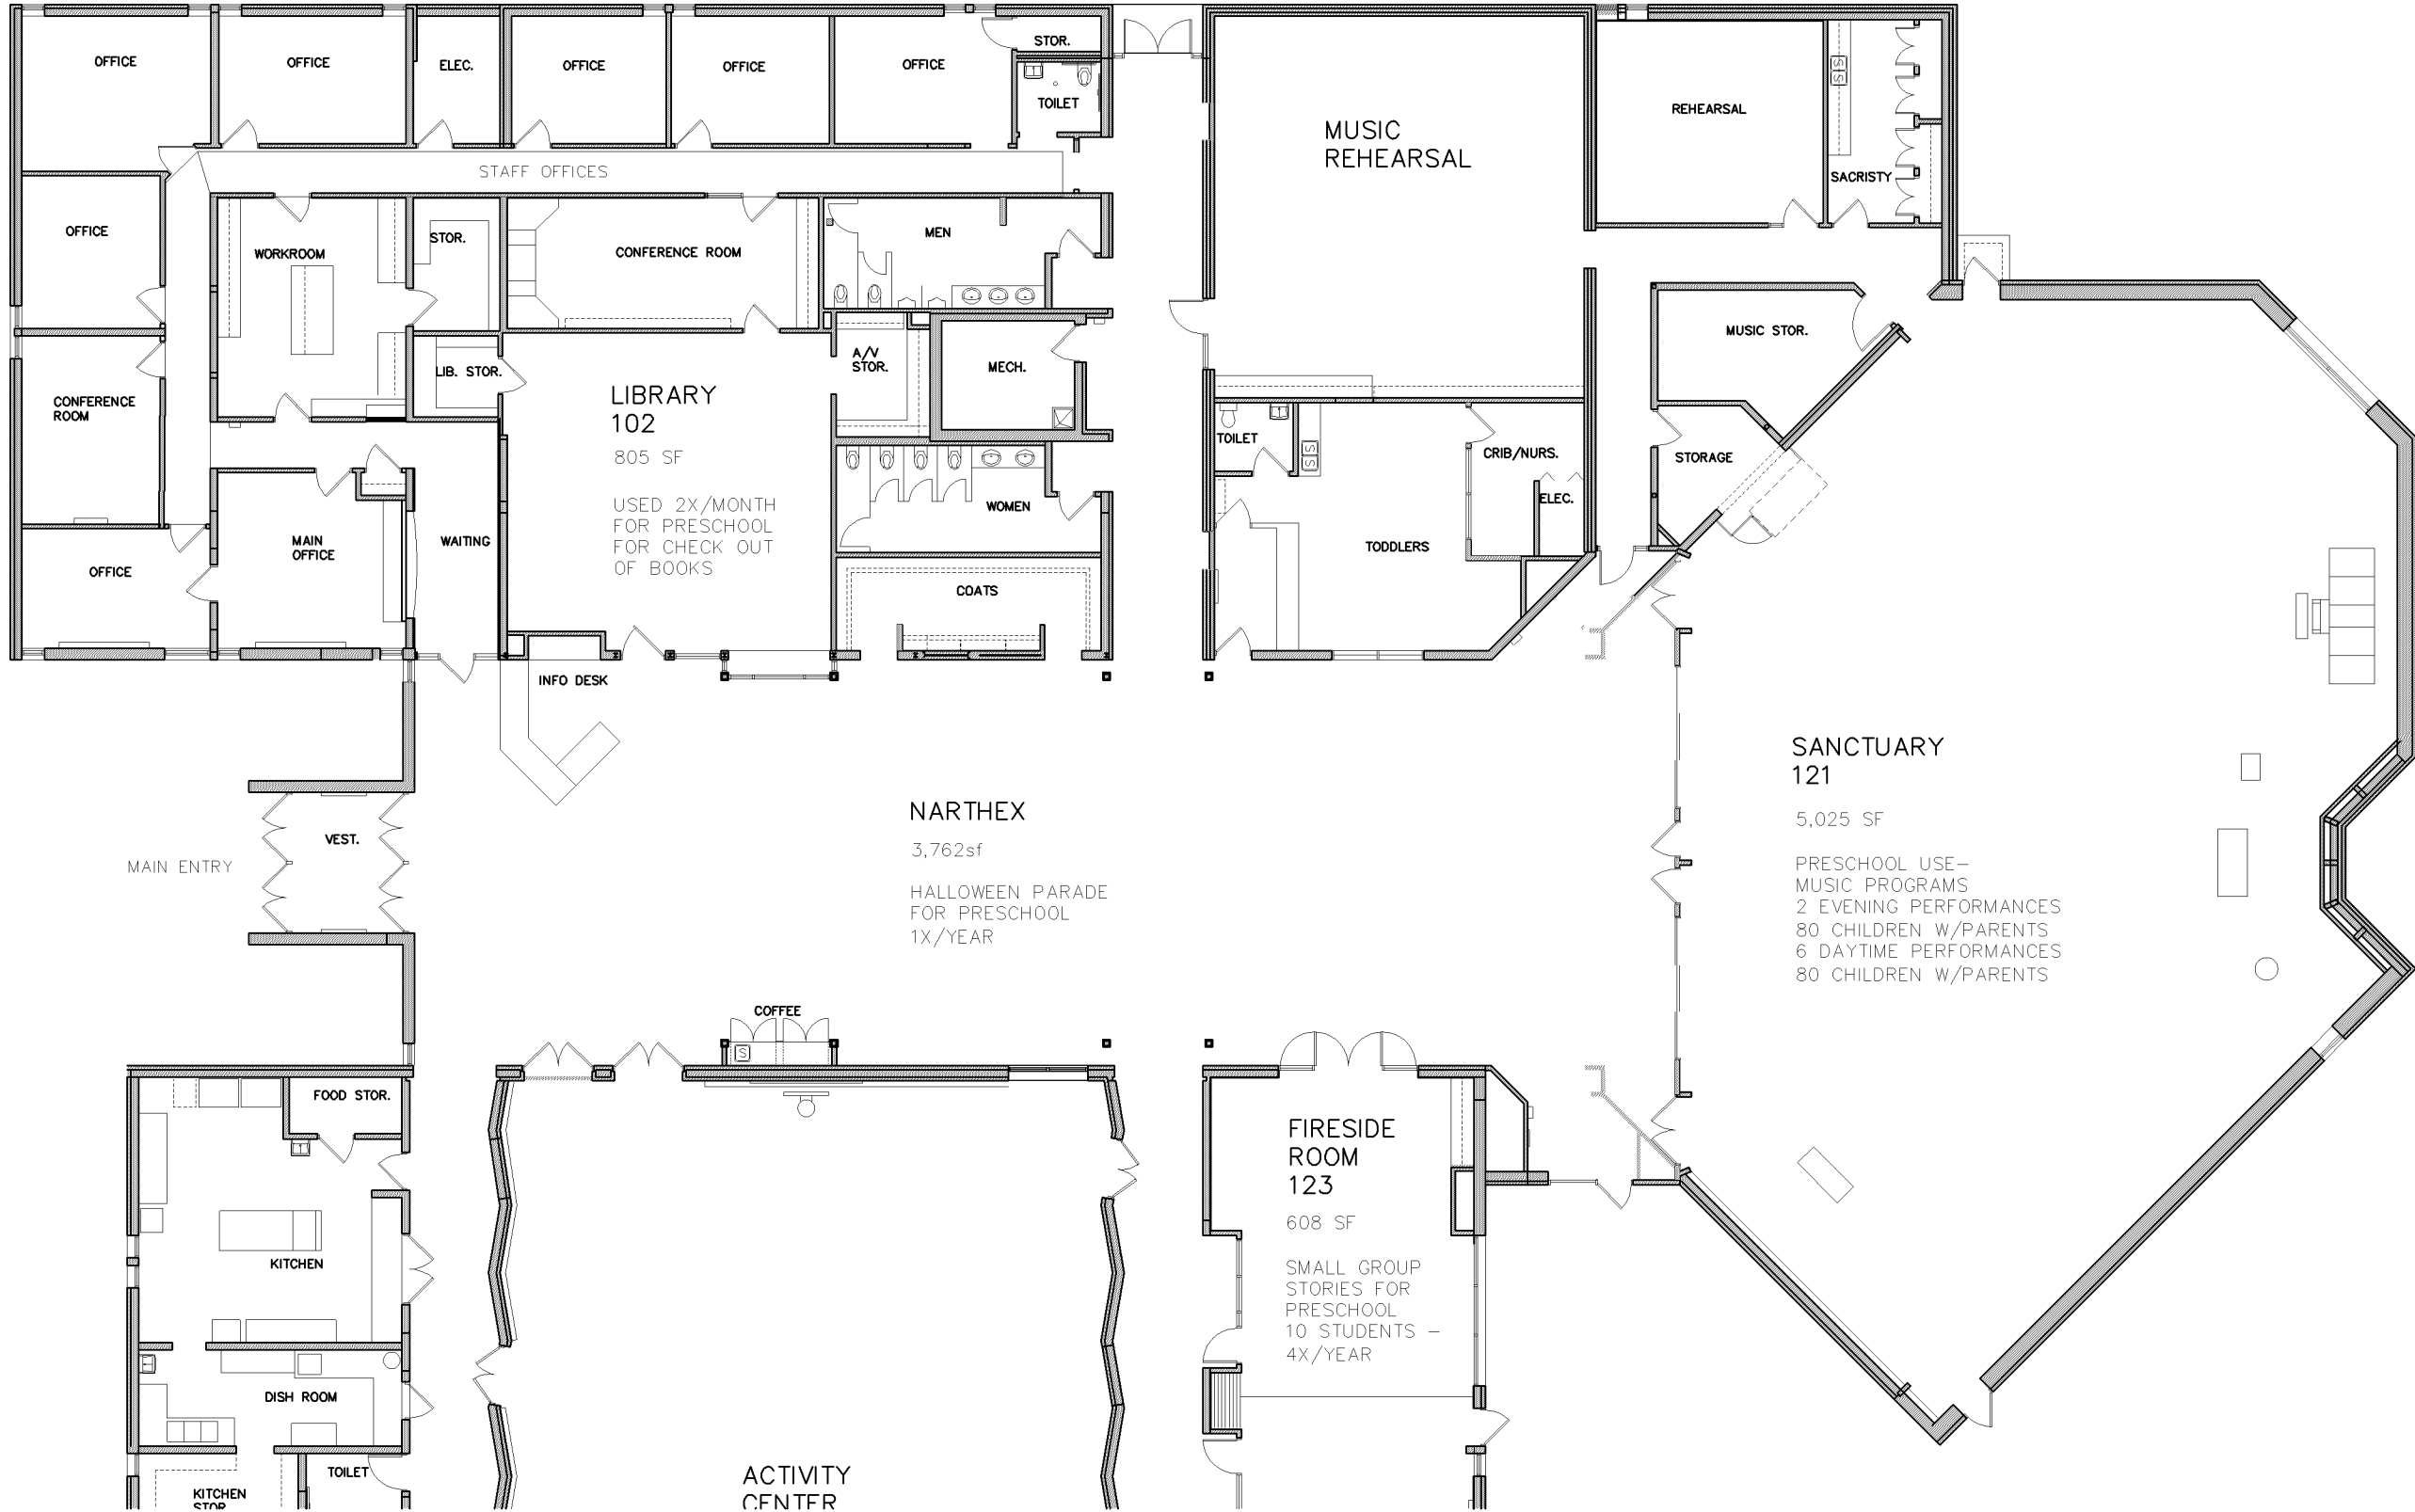 OFFICE
OFFICE
ELEC.
OFFICE
OFFICE
OFFICE
STOR.
TOILET
STAFF OFFICES
MUSIC
REHEARSAL
REHEARSAL
SACRISTY
OFFICE
WORKROOM
STOR.
CONFERENCE ROOM
MEN
MUSIC STOR.
A/V
STOR.
MECH.
LIB. STOR.
LIBRARY
102
805 SF
USED 2X/MONTH
FOR PRESCHOOL
FOR CHECK OUT
OF BOOKS
CONFERENCE
ROOM
TOILET
S
S
S
S
CRIB/NURS.
STORAGE
ELEC.
WOMEN
MAIN
OFFICE
WAITING
TODDLERS
OFFICE
COATS
INFO DESK
SANCTUARY
121
5,025 SF
PRESCHOOL USE-
MUSIC PROGRAMS
2 EVENING PERFORMANCES
80 CHILDREN W/PARENTS
6 DAYTIME PERFORMANCES
80 CHILDREN W/PARENTS
NARTHEX
3,762sf
HALLOWEEN PARADE
FOR PRESCHOOL
1X/YEAR
VEST.
MAIN ENTRY
COFFEE
S
FOOD STOR.
FIRESIDE
ROOM
123
608 SF
SMALL GROUP
STORIES FOR
PRESCHOOL
10 STUDENTS -
4X/YEAR
KITCHEN
DISH ROOM
TOILET
KITCHEN
STOR
ACTIVITY
CENTER